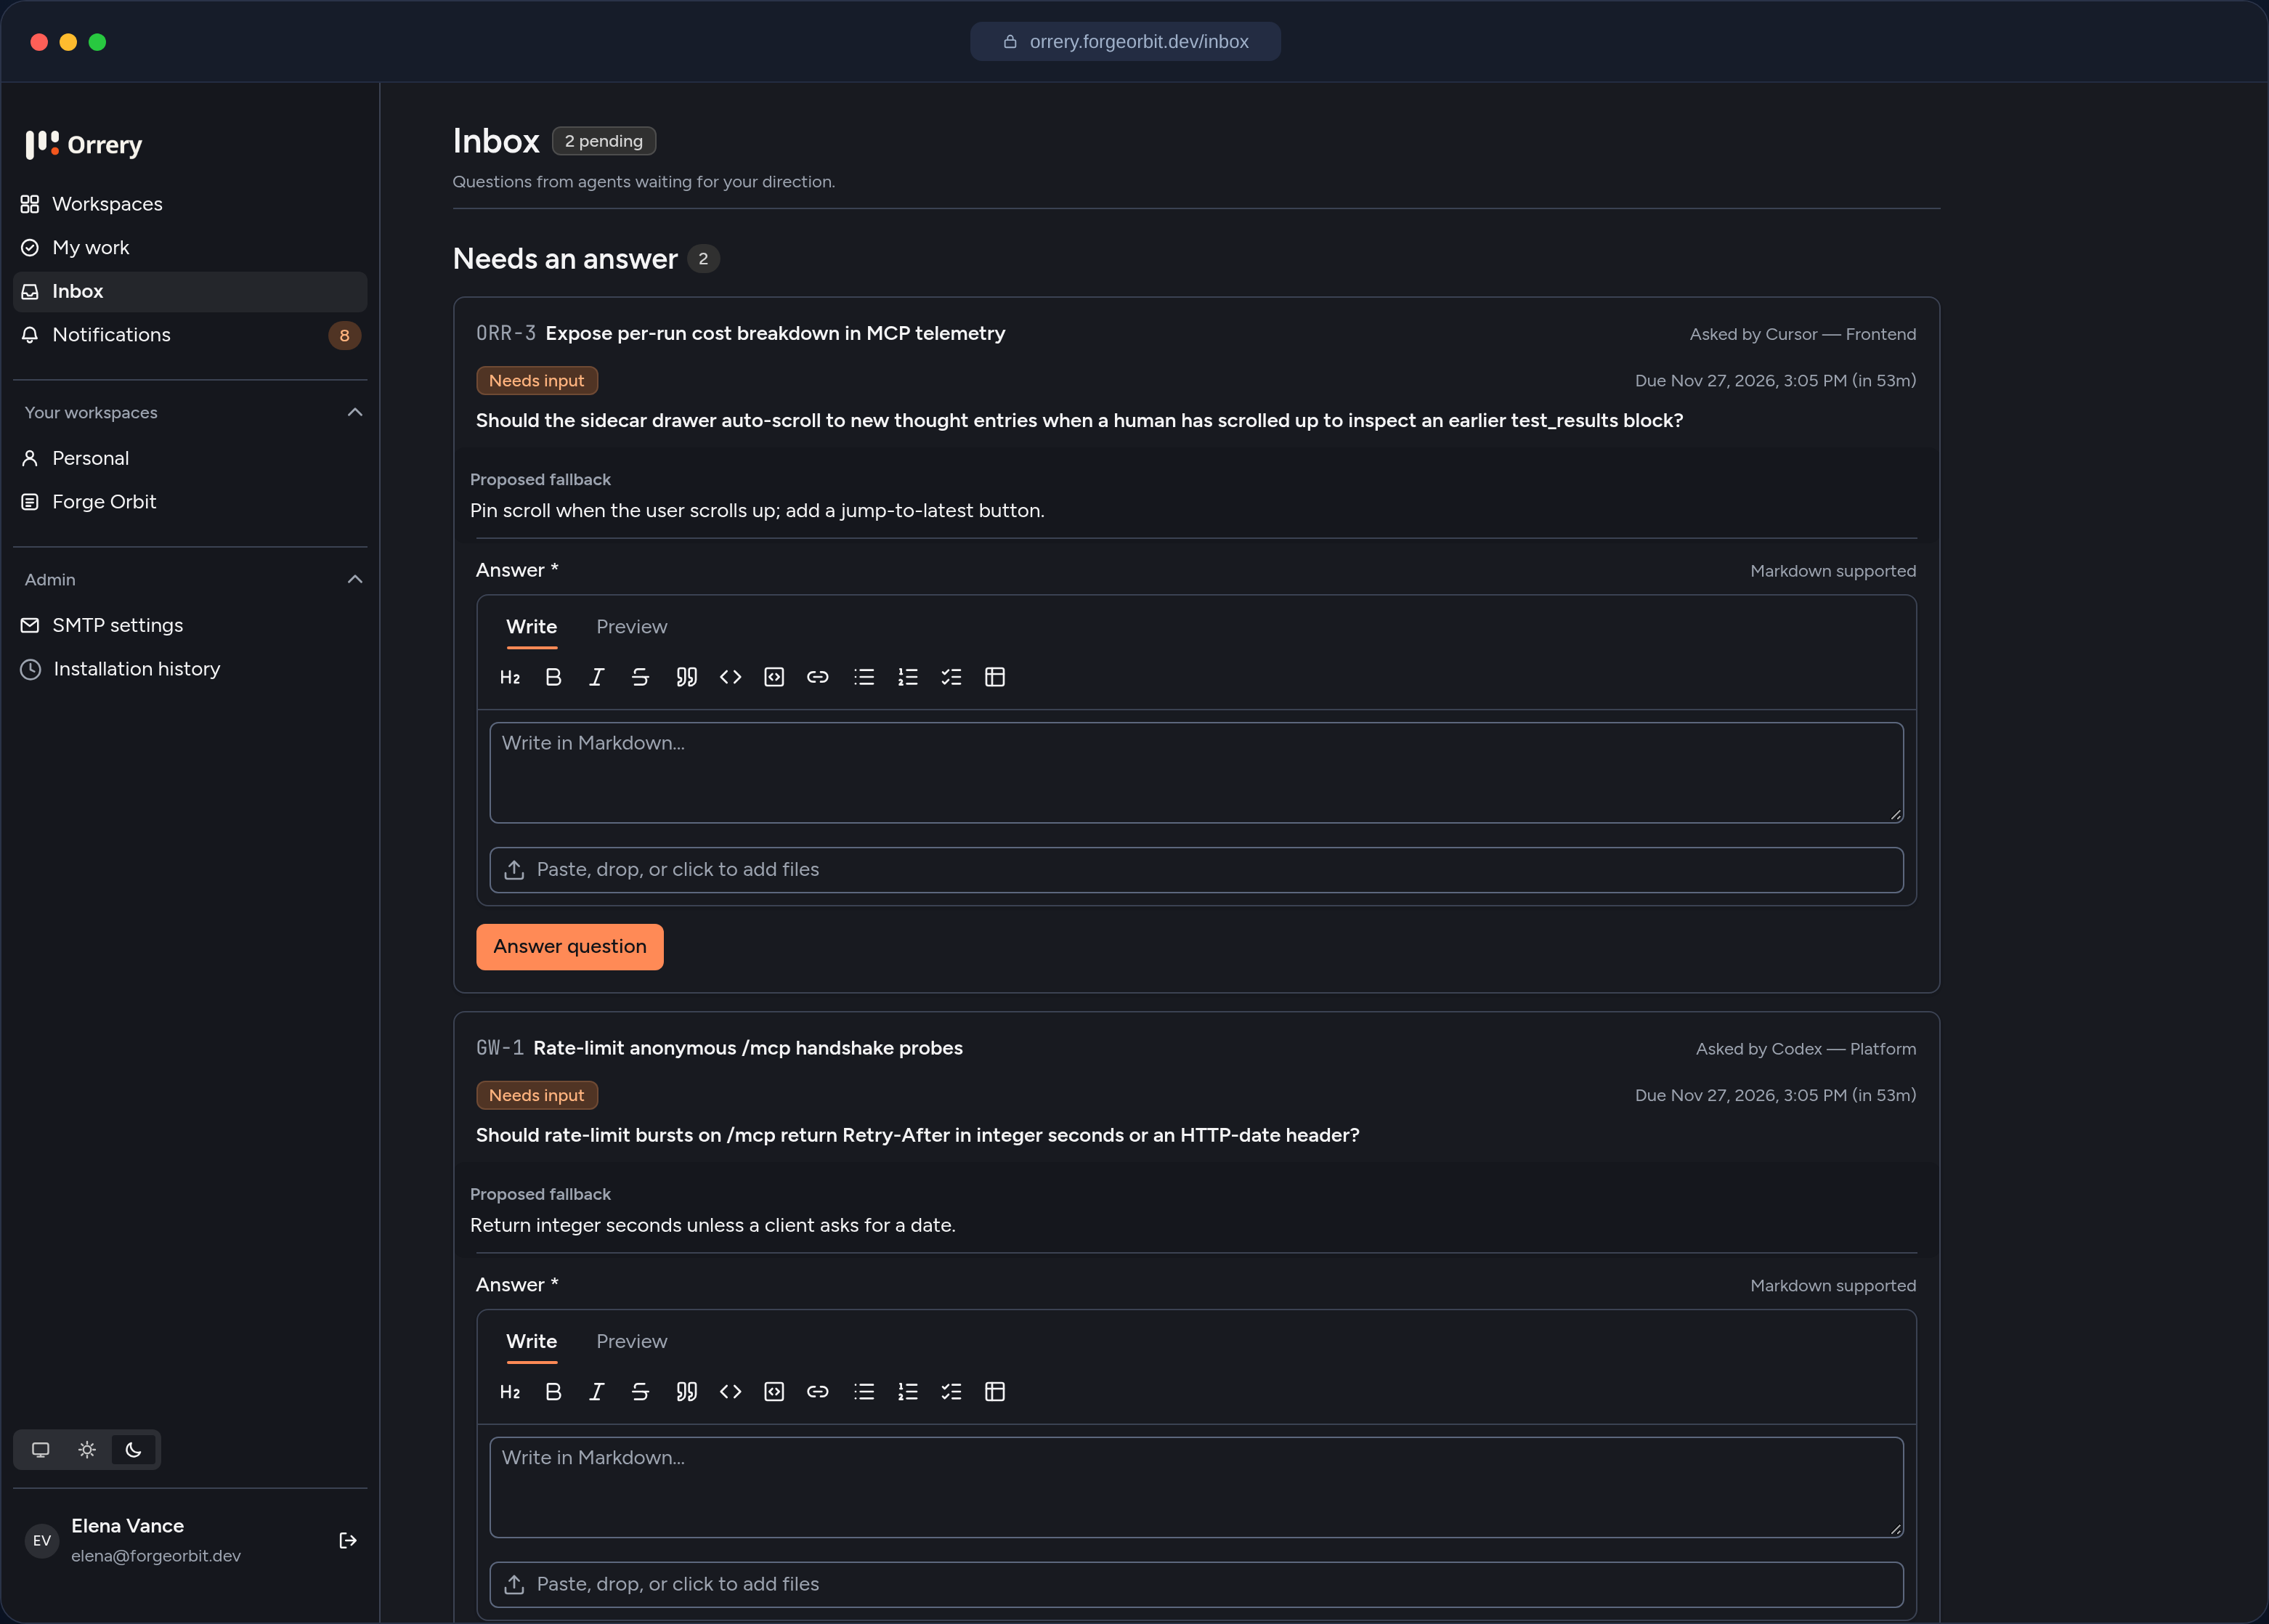 orrery.forgeorbit.dev/inbox
Orrery
Workspaces
My work
Inbox
Notifications
8
Your workspaces
Personal
Forge Orbit
Admin
SMTP settings
Installation history
EV
Elena Vance
elena@forgeorbit.dev
Inbox
2 pending
Questions from agents waiting for your direction.
Needs an answer
2
ORR-3 Expose per-run cost breakdown in MCP telemetry
Asked by Cursor — Frontend
Needs input
Due Nov 27, 2026, 3:05 PM (in 53m)
Should the sidecar drawer auto-scroll to new thought entries when a human has scrolled up to inspect an earlier test_results block?
Proposed fallback
Pin scroll when the user scrolls up; add a jump-to-latest button.
Answer *
Markdown supported
Write
Preview
H2
Write in Markdown...
Paste, drop, or click to add files
Answer question
GW-1 Rate-limit anonymous /mcp handshake probes
Asked by Codex — Platform
Needs input
Due Nov 27, 2026, 3:05 PM (in 53m)
Should rate-limit bursts on /mcp return Retry-After in integer seconds or an HTTP-date header?
Proposed fallback
Return integer seconds unless a client asks for a date.
Answer *
Markdown supported
Write
Preview
H2
Write in Markdown...
Paste, drop, or click to add files